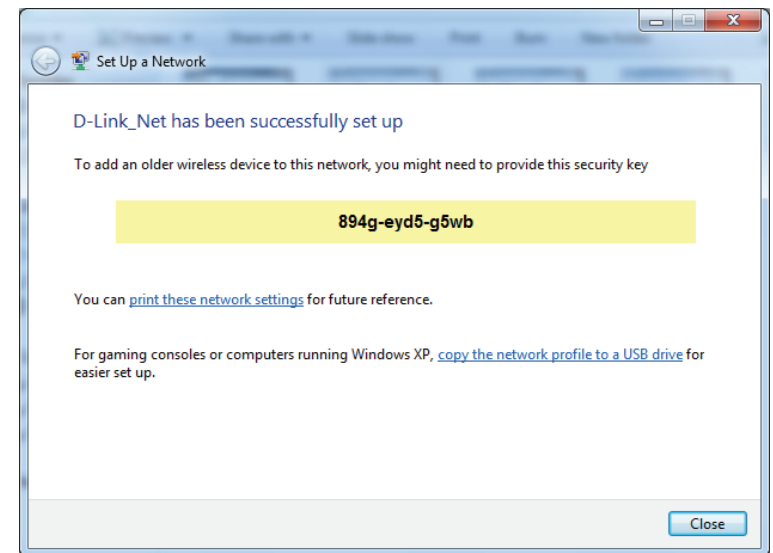 Set Up a Network
D-Link_Net has been successfully set up
To add an older wireless device to this network, you might need to provide this security key
894g-eyd5-g5wb
You can print these network settings for future reference.
For gaming consoles or computers running Windows XP, copy the network profile to a USB drive for
easier set up.
Close